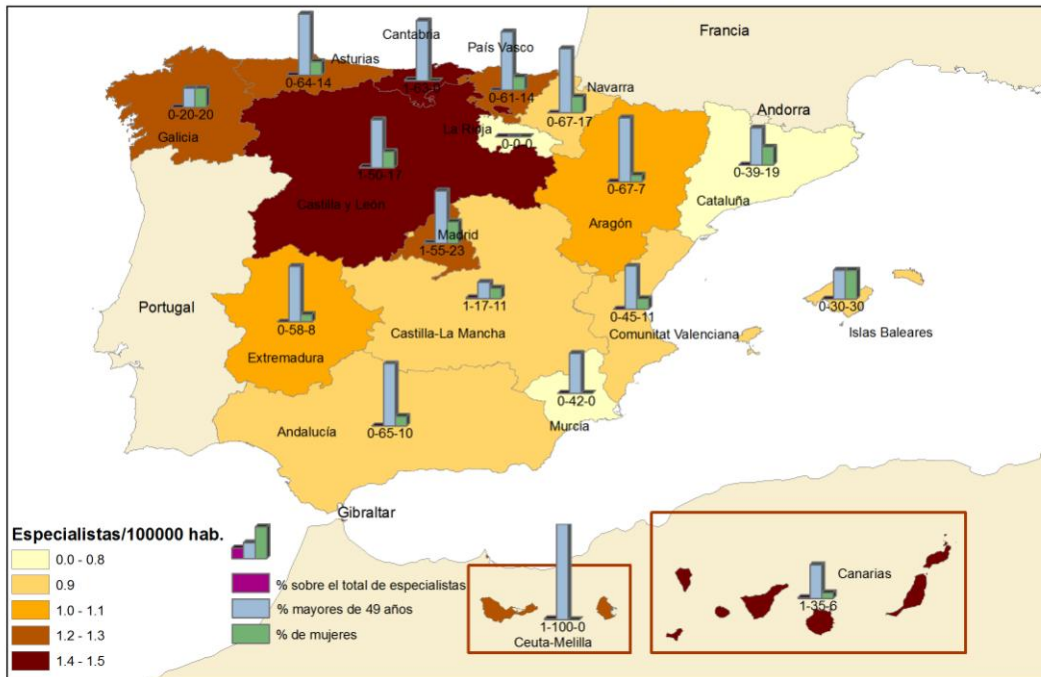 Francia
Cantabria
País Vasco
Asturias
Navarra
Andorra
0-64-14
1-63-0
0-61-14
0-20-20
0-67-17
Galicia
La Rioja
0-0-0
0-39-19
1-50-17
0-67-7
Cataluña
Castilla y León
Aragón
Madrid
1-55-23
Portugal
1-17-11
0-45-11
0-30-30
0-58-8
Castilla-La Mancha
Comunitat Valenciana
Islas Baleares
Extremadura
0-42-0
0-65-10
Andalucía
Murcia
Gibraltar
Especialistas/100000 hab.
0.0 - 0.8
0.9
1.0 - 1.1
1.2 - 1.3
1.4 - 1.5
% sobre el total de especialistas
% mayores de 49 años
% de mujeres
1-100-0
Ceuta-Melilla
Canarias
1-35-6